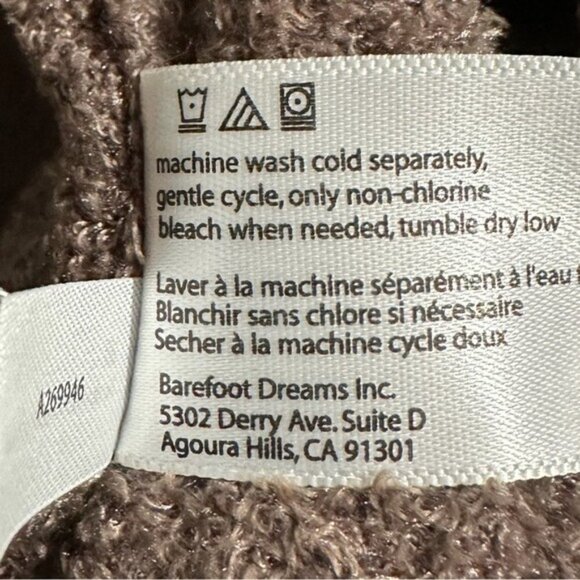 machine wash cold separately,
gentle cycle, only non-chlorine
bleach when needed, tumble dry low
Laver à la machine séparément à l'eau
Blanchir sans chlore si nécessaire
Secher à la machine cycle doux
Barefoot Dreams Inc.
5302 Derry Ave. Suite D
Agoura Hills, CA 91301
A269946